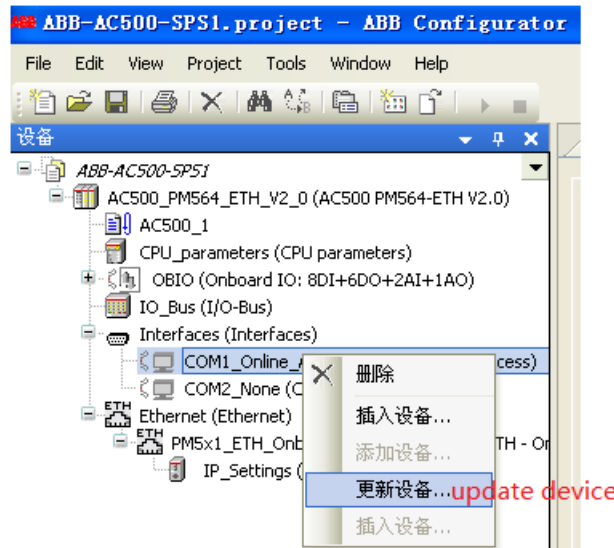 ABB ABB-AC500-SPS1.project - ABB Configurator
File Edit View Project Tools Window Help
设备
ABB-AC500-SPS1
AC500_PM564_ETH_V2_0 (AC500 PM564-ETH V2.0)
AC500_1
CPU_parameters (CPU parameters)
OBIO (Onboard IO: 8DI+6DO+2AI+1AO)
IO_Bus (I/O-Bus)
Interfaces (Interfaces)
COM1_Online_ cess)
COM2_None (C
ETH Ethernet (Ethernet)
ETH PM5x1_ETH_Onb TH - Or
IP_Settings (
删除
插入设备...
添加设备...
更新设备...update device
插入设备...